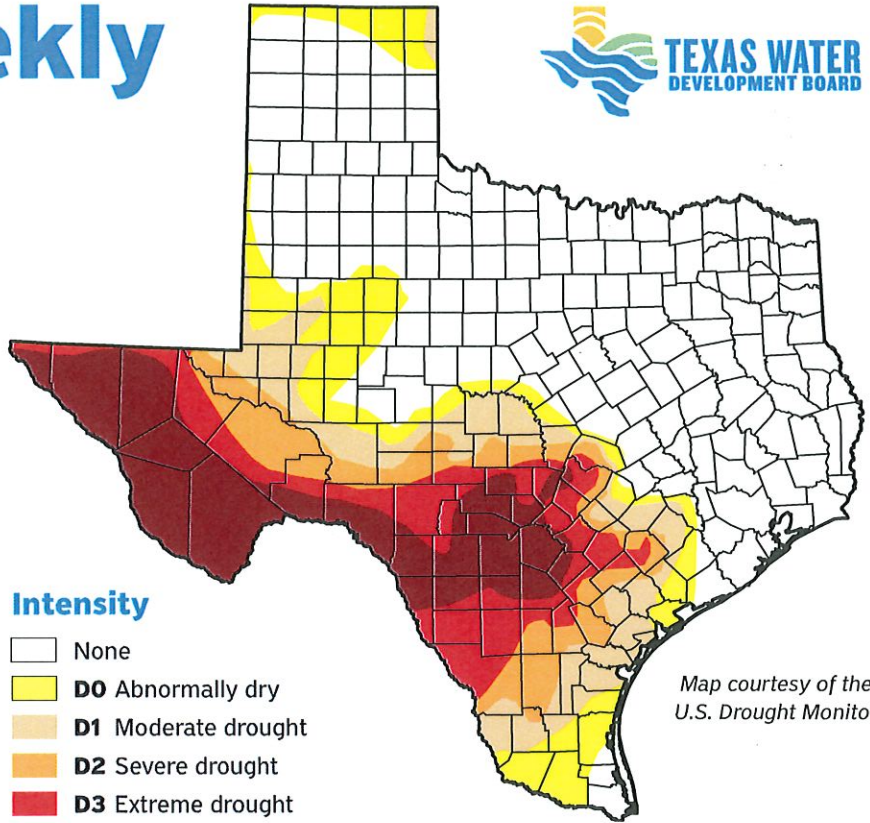 ekly
TEXAS WATER
DEVELOPMENT BOARD
Intensity
None
D0 Abnormally dry
D1 Moderate drought
D2 Severe drought
D3 Extreme drought
Map courtesy of the
U.S. Drought Monito